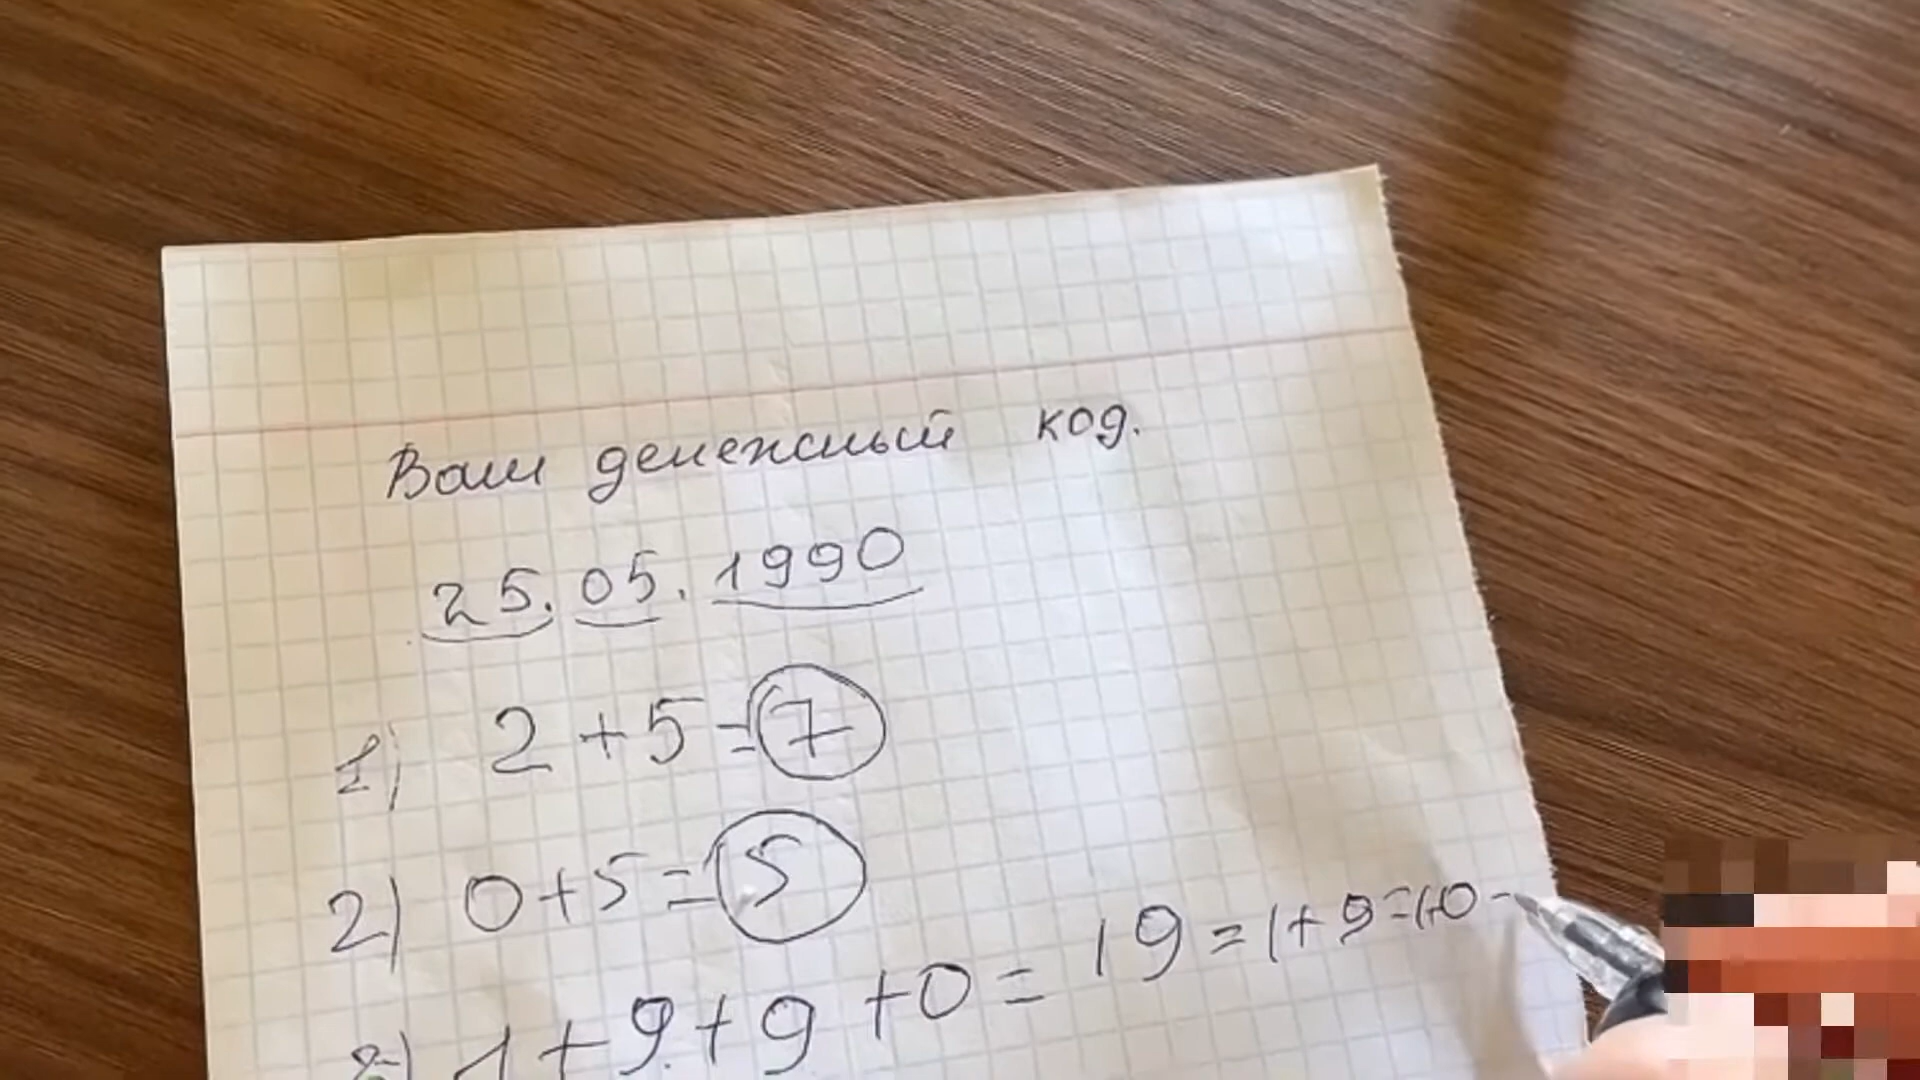 Ваш денежный код.
25.05.1990
1) 2+5=7
2) 0+5=5
3) 1+9+9+0=19=1+9=10-